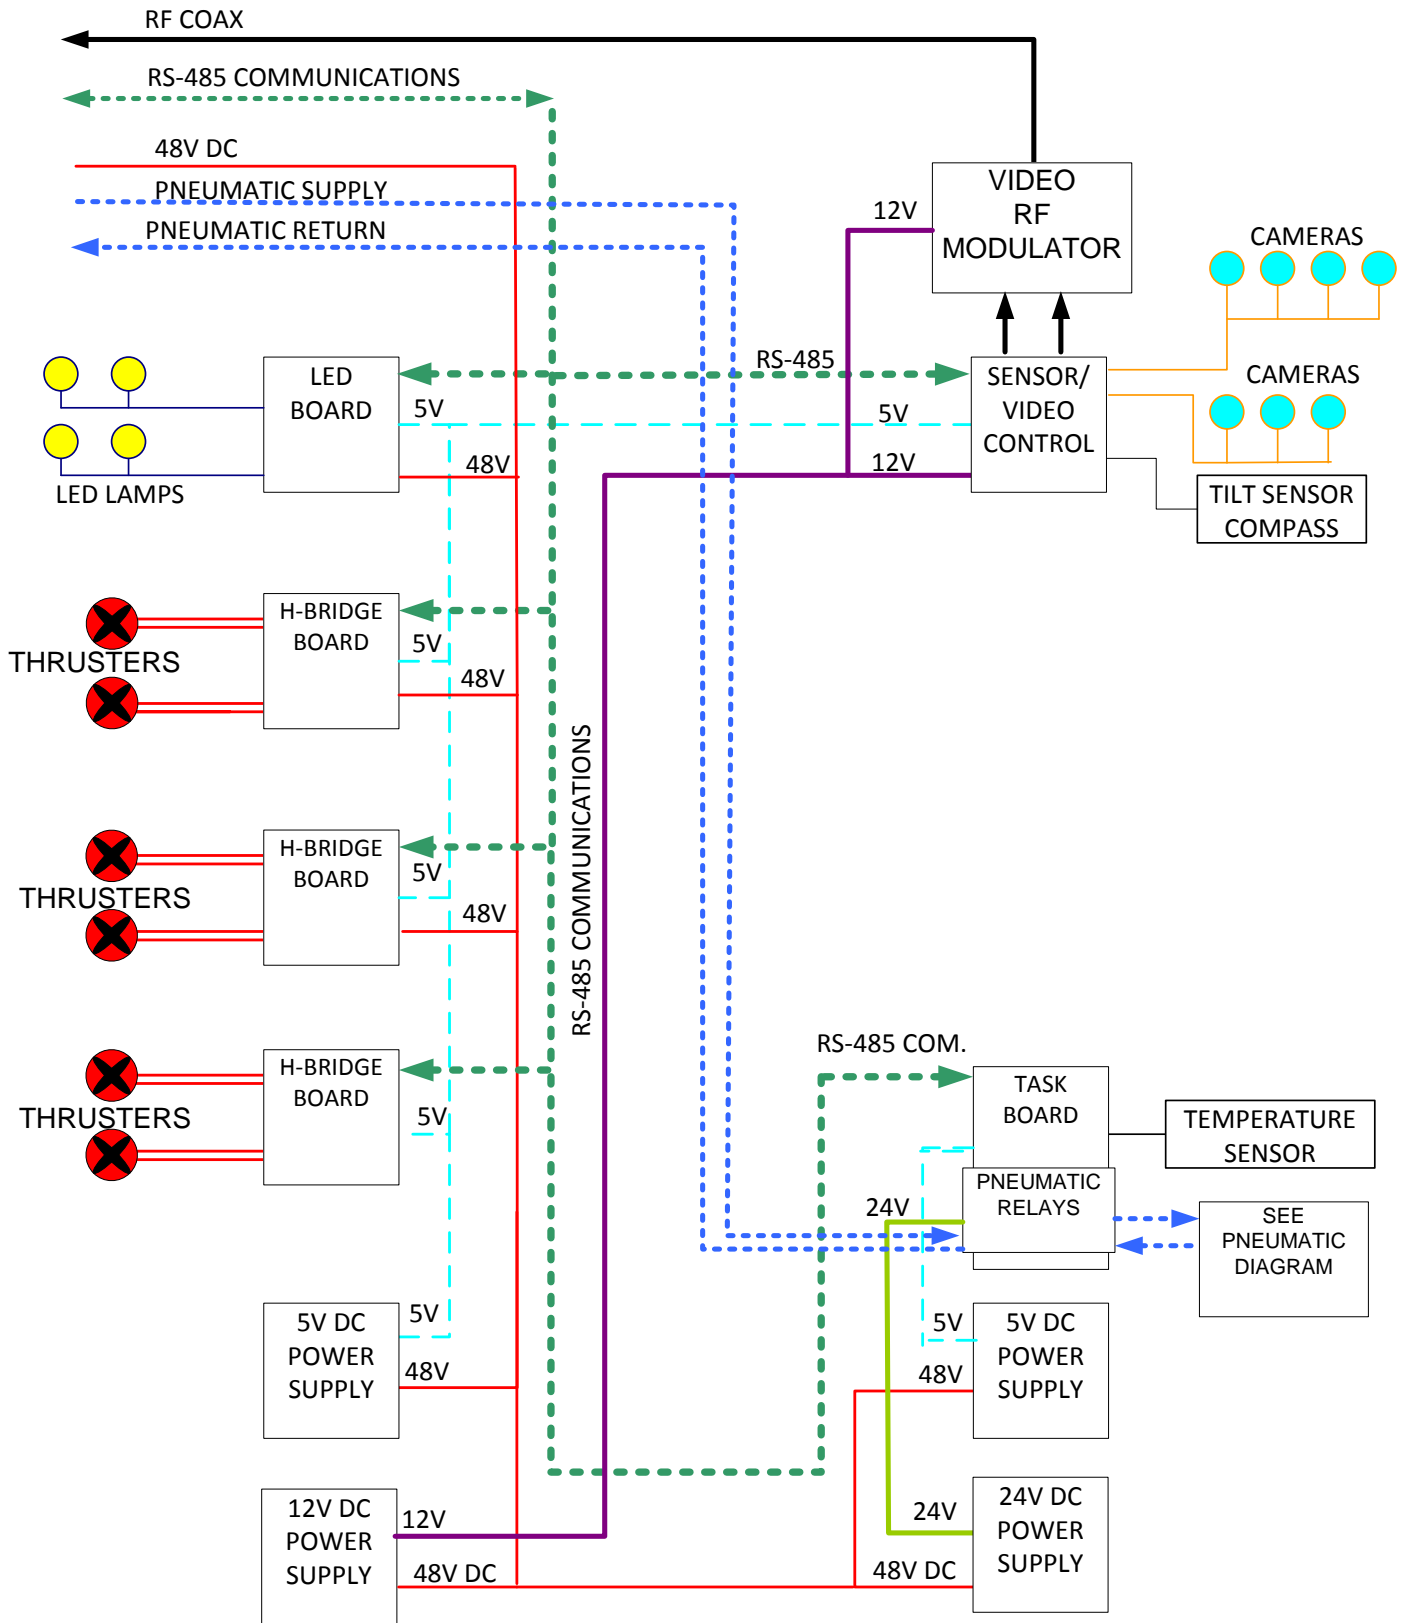 RF COAX
RS-485 COMMUNICATIONS
48V DC
PNEUMATIC SUPPLY
PNEUMATIC RETURN
VIDEO
RF
MODULATOR
12V
CAMERAS
LED
BOARD
5V
48V
LED LAMPS
RS-485
5V
12V
SENSOR/
VIDEO
CONTROL
CAMERAS
TILT SENSOR
COMPASS
H-BRIDGE
BOARD
5V
48V
THRUSTERS
RS-485 COMMUNICATIONS
H-BRIDGE
BOARD
5V
48V
THRUSTERS
H-BRIDGE
BOARD
5V
THRUSTERS
RS-485 COM.
TASK
BOARD
TEMPERATURE
SENSOR
PNEUMATIC
RELAYS
24V
SEE
PNEUMATIC
DIAGRAM
5V DC
POWER
SUPPLY
5V
48V
5V
48V
5V DC
POWER
SUPPLY
12V DC
POWER
SUPPLY
12V
48V DC
24V
48V DC
24V DC
POWER
SUPPLY